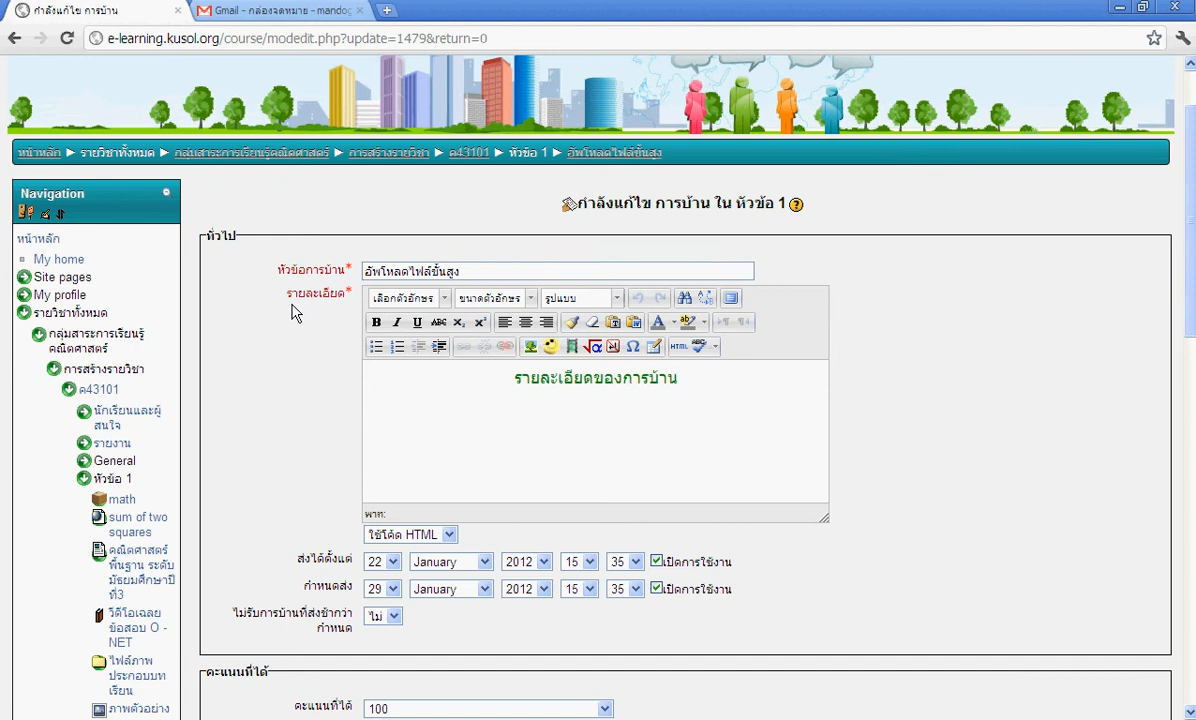 กำลังแก้ไข การบ้าน
Gmail - กล่องจดหมาย - mandog
e-learning.kusol.org/course/modedit.php?update=1479&return=0
หน้าหลัก ► รายวิชาทั้งหมด ► กลุ่มสาระการเรียนรู้คณิตศาสตร์ ► การสร้างรายวิชา ► ค43101 ► หัวข้อ 1 ► อัพโหลดไฟล์ขั้นสูง
Navigation
หน้าหลัก
My home
Site pages
My profile
รายวิชาทั้งหมด
กลุ่มสาระการเรียนรู้
คณิตศาสตร์
การสร้างรายวิชา
ค43101
นักเรียนและผู้
สนใจ
รายงาน
General
หัวข้อ 1
math
sum of two
squares
คณิตศาสตร์
พื้นฐาน ระดับ
มัธยมศึกษาปี
ที่3
วีดีโอเฉลย
ข้อสอบ O -
NET
ไฟล์ภาพ
ประกอบบท
เรียน
ภาพตัวอย่าง
กำลังแก้ไข การบ้าน ใน หัวข้อ 1
ทั่วไป
หัวข้อการบ้าน* อัพโหลดไฟล์ขั้นสูง
รายละเอียด* เลือกตัวอักษร ขนาดตัวอักษร รูปแบบ
B I U ABC X₂ X²
HTML
รายละเอียดของการบ้าน
พาท:
ใช้โค้ด HTML
ส่งได้ตั้งแต่ 22 January 2012 15 35 เปิดการใช้งาน
กำหนดส่ง 29 January 2012 15 35 เปิดการใช้งาน
ไม่รับการบ้านที่ส่งช้ากว่า ไม่
กำหนด
คะแนนที่ได้
คะแนนที่ได้ 100